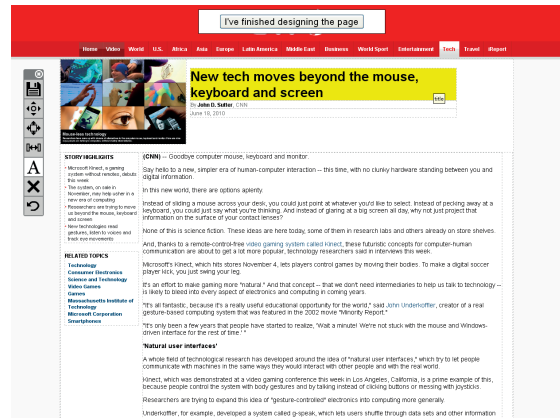 I've finished designing the page
Home Video World U.S. Africa Asia Europe Latin America Middle East Business World Sport Entertainment Tech Travel iReport
New tech moves beyond the mouse,
keyboard and screen
title
By John D. Sutter, CNN
June 18, 2010
Mouse-less technology
STORY HIGHLIGHTS
• Microsoft Kinect, a gaming
system without remotes, debuts
this week
• The system, on sale in
November, may help usher in a
new era of computing
• Researchers are trying to move
us beyond the mouse, keyboard
and screen
• New technologies read
gestures, listen to voices and
track eye movements
RELATED TOPICS
Technology
Consumer Electronics
Science and Technology
Video Games
Games
Massachusetts Institute of
Technology
Microsoft Corporation
Smartphones
(CNN) -- Goodbye computer mouse, keyboard and monitor.
Say hello to a new, simpler era of human-computer interaction -- this time, with no clunky hardware standing between you and
digital information.
In this new world, there are options aplenty.
Instead of sliding a mouse across your desk, you could just point at whatever you'd like to select. Instead of pecking away at a
keyboard, you could just say what you're thinking. And instead of glaring at a big screen all day, why not just project that
information on the surface of your contact lenses?
None of this is science fiction. These ideas are here today, some of them in research labs and others already on store shelves.
And, thanks to a remote-control-free video gaming system called Kinect, these futuristic concepts for computer-human
communication are about to get a lot more popular, technology researchers said in interviews this week.
Microsoft's Kinect, which hits stores November 4, lets players control games by moving their bodies. To make a digital soccer
player kick, you just swing your leg.
It's an effort to make gaming more "natural." And that concept -- that we don't need intermediaries to help us talk to technology --
is likely to bleed into every aspect of electronics and computing in coming years.
"It's all fantastic, because it's a really useful educational opportunity for the world," said John Underkoffler, creator of a real
gesture-based computing system that was featured in the 2002 movie "Minority Report."
"It's only been a few years that people have started to realize, 'Wait a minute! We're not stuck with the mouse and Windows-
driven interface for the rest of time.' "
'Natural user interfaces'
A whole field of technological research has developed around the idea of "natural user interfaces," which try to let people
communicate with machines in the same ways they would interact with other people and with the real world.
Kinect, which was demonstrated at a video gaming conference this week in Los Angeles, California, is a prime example of this,
because people control the system with body gestures and by talking instead of clicking buttons or messing with joysticks.
Researchers are trying to expand this idea of "gesture-controlled" electronics into computing more generally.
Underkoffler, for example, developed a system called g-speak, which lets users shuffle through data sets and other information